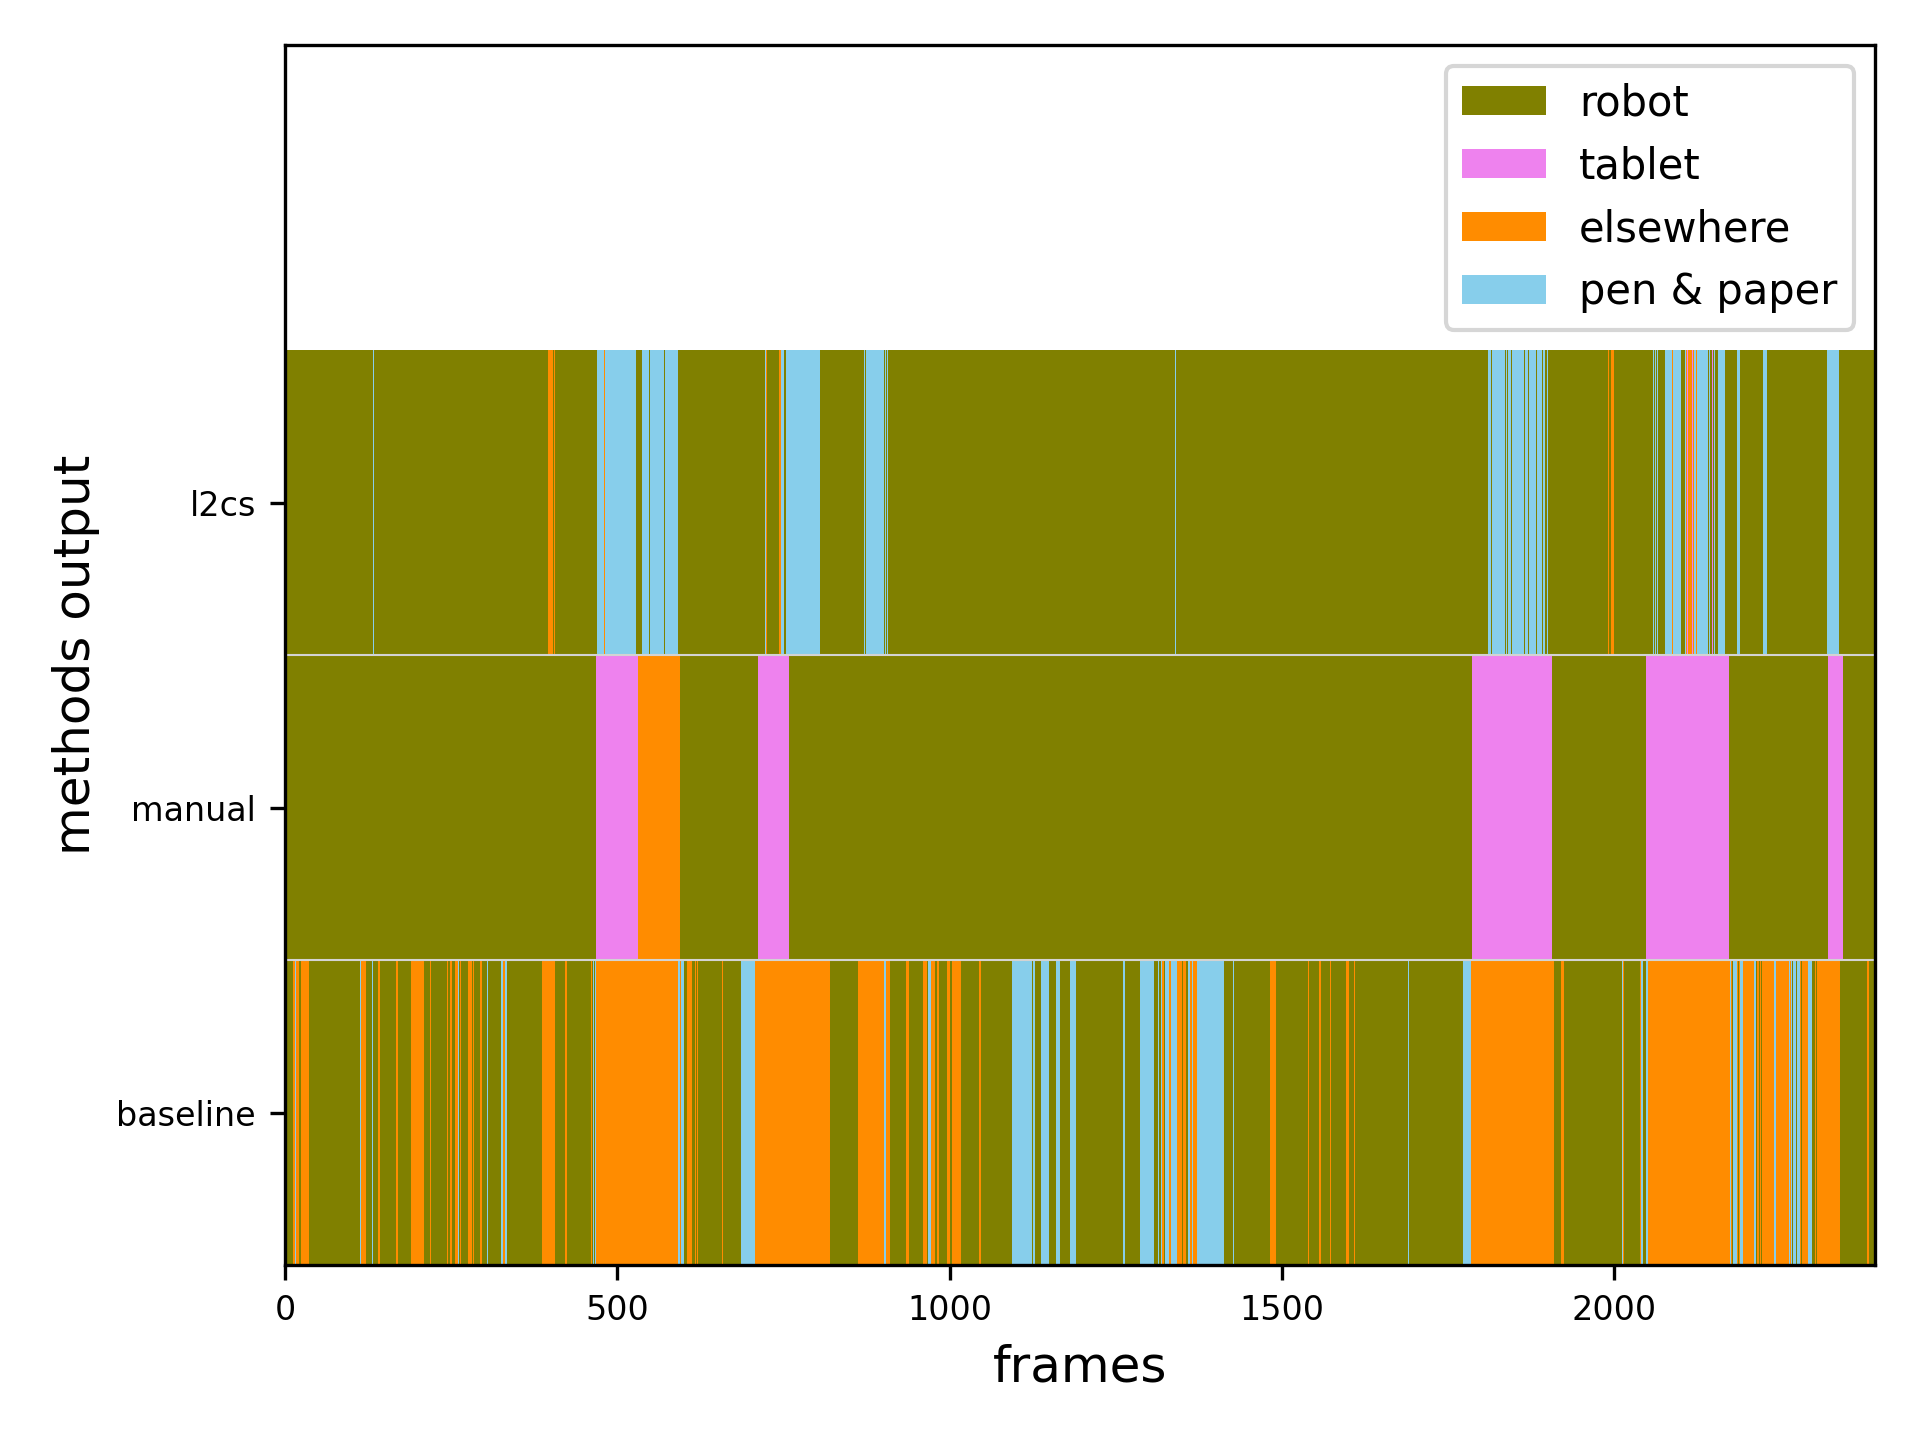 robot
tablet
elsewhere
pen & paper
methods output
l2cs
manual
baseline
0 500 1000 1500 2000
frames